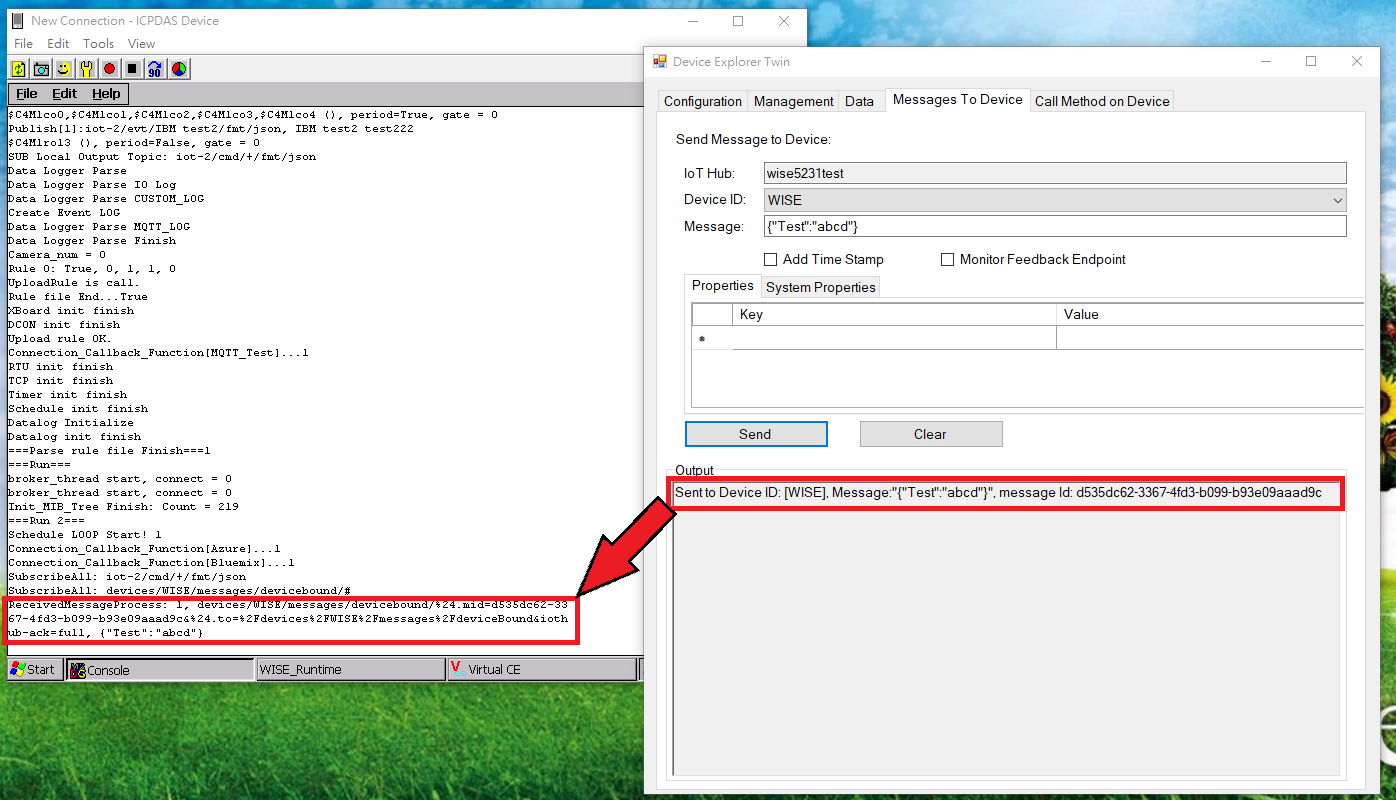 New Connection - ICPDAS Device
File Edit Tools View
90
File Edit Help
$C4Mlco0,$C4Mlco1,$C4Mlco2,$C4Mlco3,$C4Mlco4 (), period=True, gate = 0
Publish[1]:iot-2/evt/IBM test2/fmt/json, IBM test2 test222
$C4Mlrol3 (), period=False, gate = 0
SUB Local Output Topic: iot-2/cmd/+/fmt/json
Data Logger Parse
Data Logger Parse IO Log
Data Logger Parse CUSTOM_LOG
Create Event LOG
Data Logger Parse MQTT_LOG
Data Logger Parse Finish
Camera_num = 0
Rule 0: True, 0, 1, 1, 0
UploadRule is call.
Rule file End...True
XBoard init finish
DCON init finish
Upload rule OK.
Connection_Callback_Function[MQTT_Test]...1
RTU init finish
TCP init finish
Timer init finish
Schedule init finish
Datalog Initialize
Datalog init finish
===Parse rule file Finish===1
===Run===
broker_thread start, connect = 0
broker_thread start, connect = 0
Init_MIB_Tree Finish: Count = 219
===Run 2===
Schedule LOOP Start! 1
Connection_Callback_Function[Azure]...1
Connection_Callback_Function[Bluemix]...1
SubscribeAll: iot-2/cmd/+/fmt/json
SubscribeAll: devices/WISE/messages/devicebound/#
ReceivedMessageProcess: 1, devices/WISE/messages/devicebound/%24.mid=d535dc62-33
67-4fd3-b099-b93e09aaad9c&%24.to=%2Fdevices%2FWISE%2Fmessages%2FdeviceBound&ioth
ub-ack=full, {"Test":"abcd"}
Start Console WISE_Runtime Virtual CE
Device Explorer Twin
Configuration Management Data Messages To Device Call Method on Device
Send Message to Device:
IoT Hub: wise5231test
Device ID: WISE
Message: {"Test":"abcd"}
Add Time Stamp Monitor Feedback Endpoint
Properties System Properties
Key Value
Send Clear
Output
Sent to Device ID: [WISE], Message:"{"Test":"abcd"}", message Id: d535dc62-3367-4fd3-b099-b93e09aaad9c